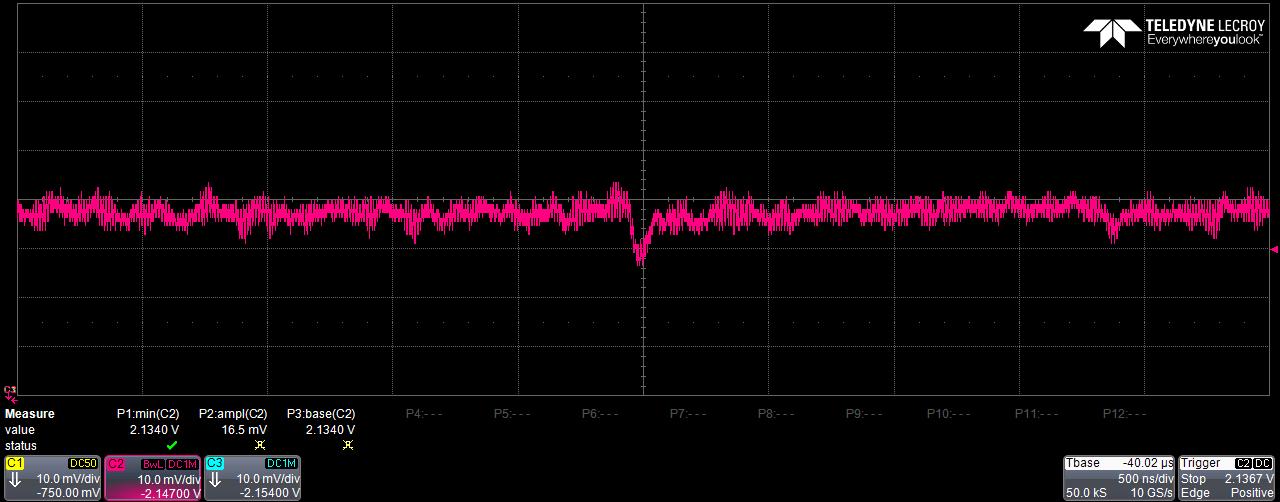 TELEDYNE LECROY
Everywhereyoulook™
C3
Measure P1:min(C2) P2:ampl(C2) P3:base(C2) P4:--- P5:--- P6:--- P7:--- P8:--- P9:--- P10:--- P11:--- P12:---
value 2.1340 V 16.5 mV 2.1340 V
status
C1 DC50
10.0 mV/div
-750.00 mV
C2 BwL DC1M
10.0 mV/div
-2.14700 V
C3 DC1M
10.0 mV/div
-2.15400 V
Tbase -40.02 µs
500 ns/div
50.0 kS 10 GS/s
Trigger C2 DC
Stop 2.1367 V
Edge Positive